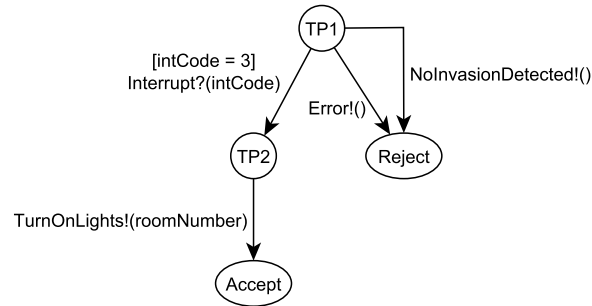 TP1
[intCode = 3]
Interrupt?(intCode)
NoInvasionDetected!()
Error!()
TP2
Reject
TurnOnLights!(roomNumber)
Accept